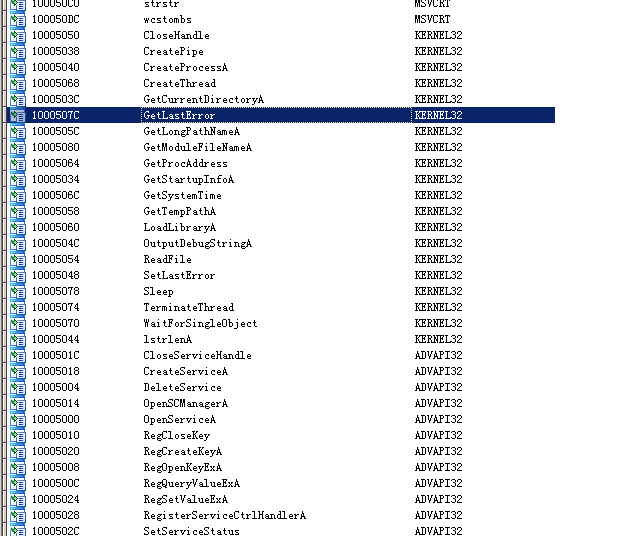 100050C0 strstr MSVCRT
100050DC wcstombs MSVCRT
10005050 CloseHandle KERNEL32
10005038 CreatePipe KERNEL32
10005040 CreateProcessA KERNEL32
10005068 CreateThread KERNEL32
1000503C GetCurrentDirectoryA KERNEL32
1000507C GetLastError KERNEL32
1000505C GetLongPathNameA KERNEL32
10005080 GetModuleFileNameA KERNEL32
10005064 GetProcAddress KERNEL32
10005034 GetStartupInfoA KERNEL32
1000506C GetSystemTime KERNEL32
10005058 GetTempPathA KERNEL32
10005060 LoadLibraryA KERNEL32
1000504C OutputDebugStringA KERNEL32
10005054 ReadFile KERNEL32
10005048 SetLastError KERNEL32
10005078 Sleep KERNEL32
10005074 TerminateThread KERNEL32
10005070 WaitForSingleObject KERNEL32
10005044 lstrlenA KERNEL32
1000501C CloseServiceHandle ADVAPI32
10005018 CreateServiceA ADVAPI32
10005004 DeleteService ADVAPI32
10005014 OpenSCManagerA ADVAPI32
10005000 OpenServiceA ADVAPI32
10005010 RegCloseKey ADVAPI32
10005020 RegCreateKeyA ADVAPI32
10005008 RegOpenKeyExA ADVAPI32
1000500C RegQueryValueExA ADVAPI32
10005024 RegSetValueExA ADVAPI32
10005028 RegisterServiceCtrlHandlerA ADVAPI32
1000502C SetServiceStatus ADVAPI32